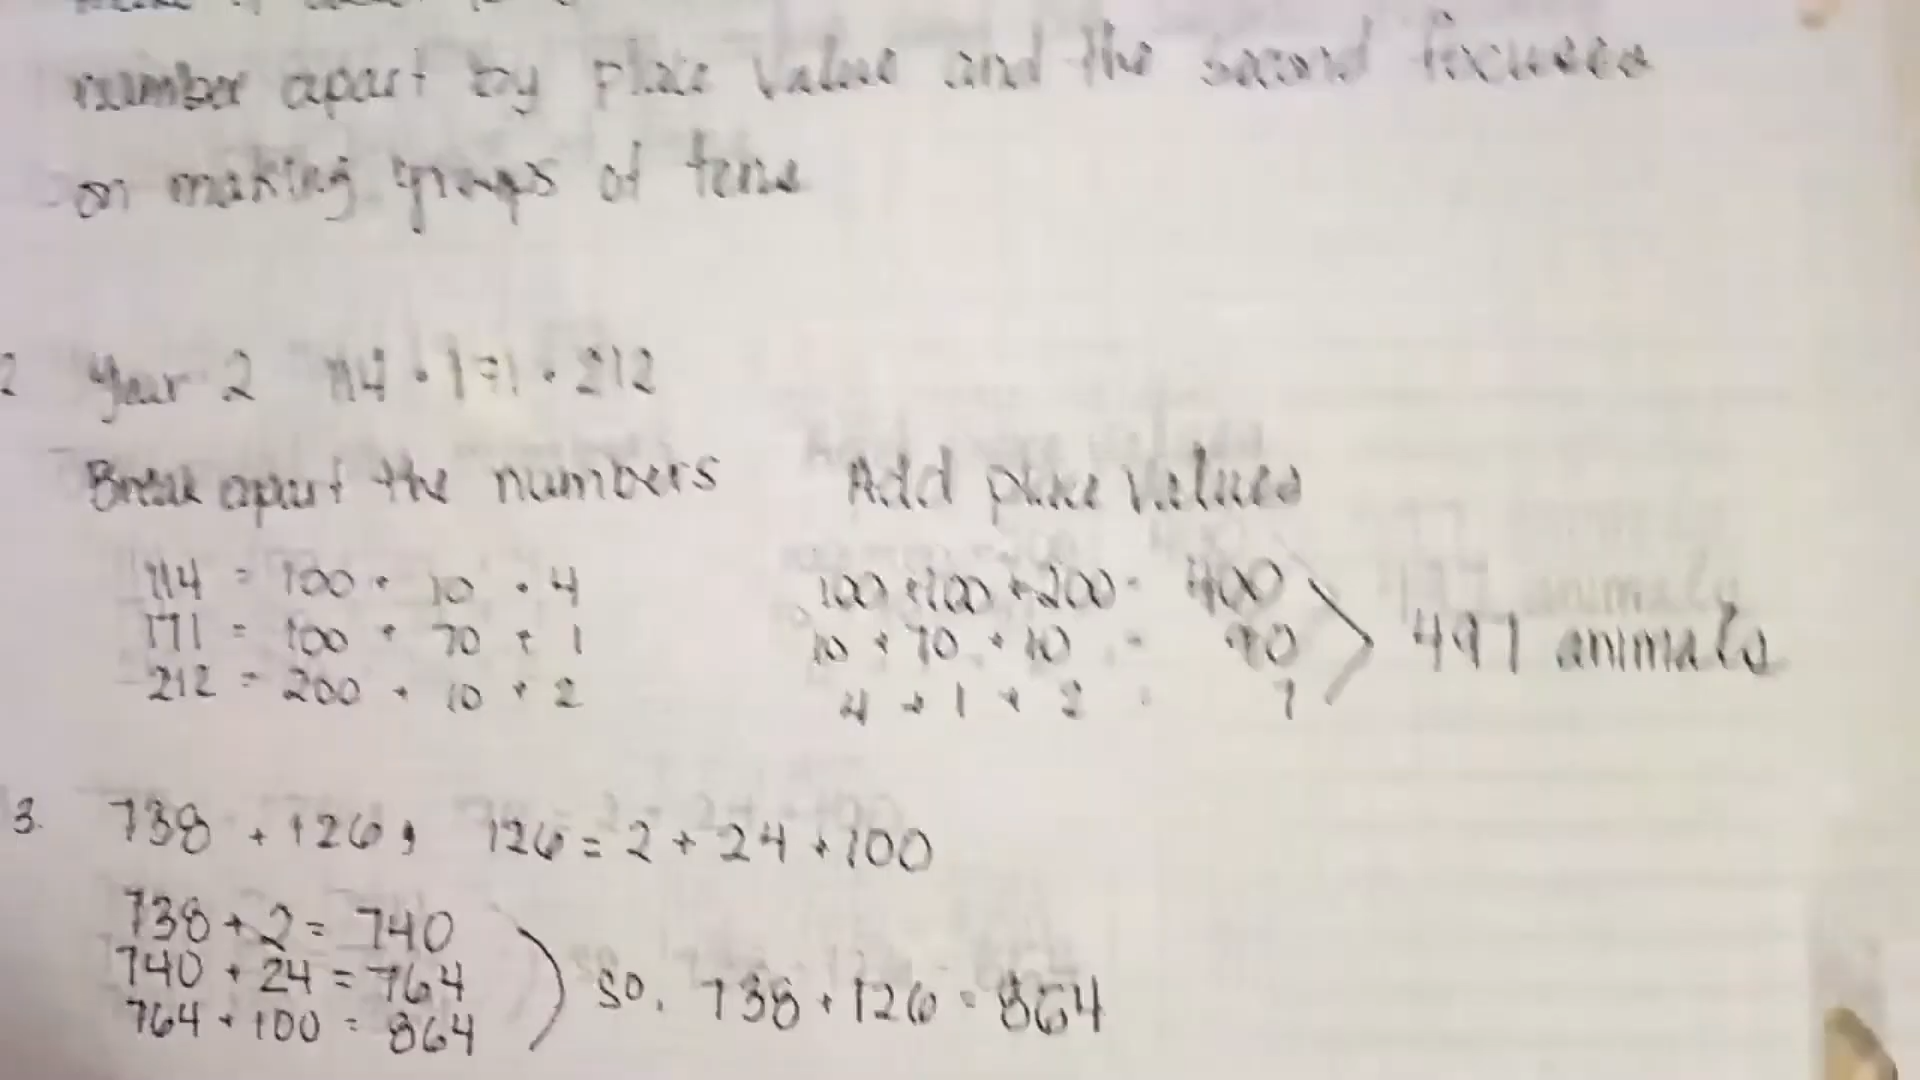 number apart by place value and the second focuses
on making groups of tens
2 Year 2 114 + 171 + 212
Break apart the numbers Add place values
114 = 100 + 10 + 4 100 + 100 + 200 = 400
171 = 100 + 70 + 1 10 + 70 + 10 = 90 497 animals
212 = 200 + 10 + 2 4 + 1 + 2 = 7
3. 738 + 126, 126 = 2 + 24 + 100
738 + 2 = 740
740 + 24 = 764 so, 738 + 126 = 864
764 + 100 = 864